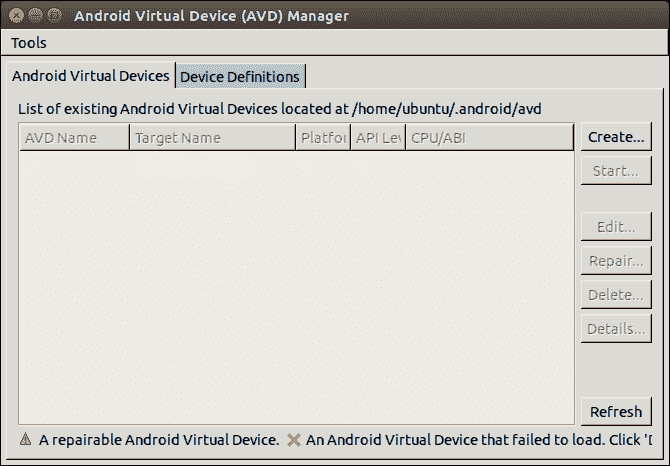 Android Virtual Device (AVD) Manager
Tools
Android Virtual Devices Device Definitions
List of existing Android Virtual Devices located at /home/ubuntu/.android/avd
AVD Name Target Name Platfor API Lev CPU/ABI
Create...
Start...
Edit...
Repair...
Delete...
Details...
Refresh
A repairable Android Virtual Device. An Android Virtual Device that failed to load. Click 'D